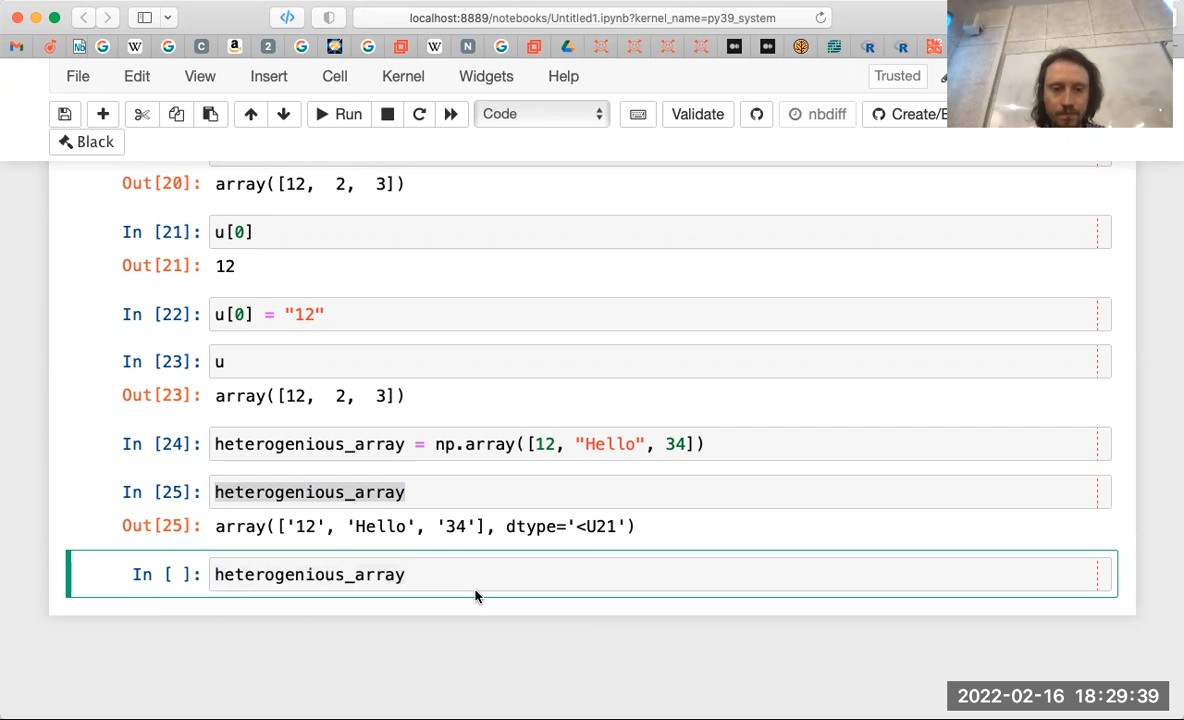 localhost:8889/notebooks/Untitled1.ipynb?kernel_name=py39_system
File Edit View Insert Cell Kernel Widgets Help Trusted
Run Code Validate nbdiff Create/E
Black
Out[20]: array([12, 2, 3])
In [21]: u[0]
Out[21]: 12
In [22]: u[0] = "12"
In [23]: u
Out[23]: array([12, 2, 3])
In [24]: heterogenious_array = np.array([12, "Hello", 34])
In [25]: heterogenious_array
Out[25]: array(['12', 'Hello', '34'], dtype='<U21')
In [ ]: heterogenious_array
2022-02-16 18:29:39